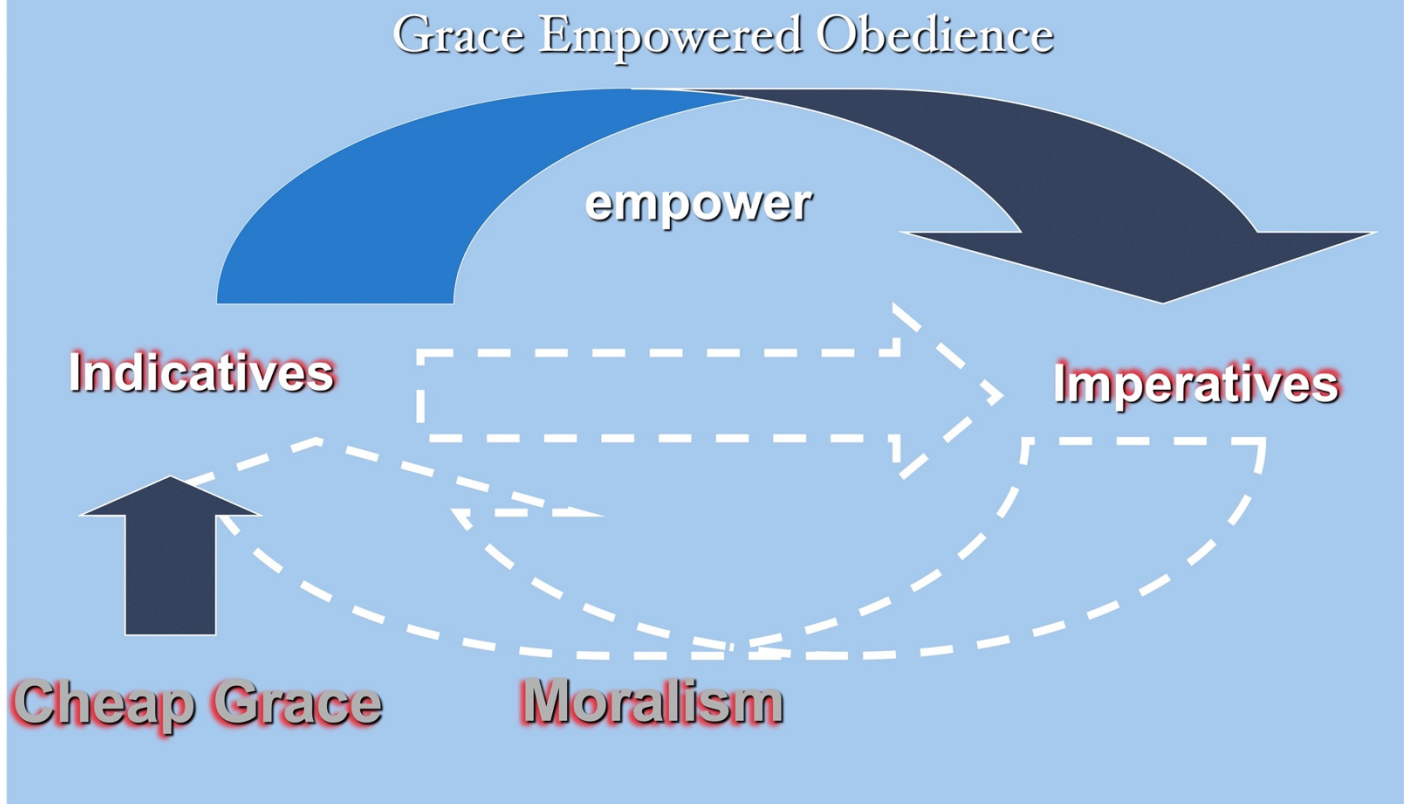 Grace Empowered Obedience
empower
Indicatives
Imperatives
Cheap Grace
Moralism